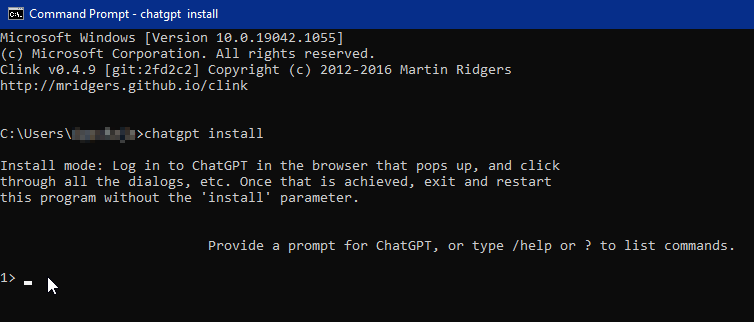 Command Prompt - chatgpt  install
Microsoft Windows [Version 10.0.19042.1055]
(c) Microsoft Corporation. All rights reserved.
Clink v0.4.9 [git:2fd2c2] Copyright (c) 2012-2016 Martin Ridgers
http://mridgers.github.io/clink
C:\Users\ >chatgpt install
Install mode: Log in to ChatGPT in the browser that pops up, and click
through all the dialogs, etc. Once that is achieved, exit and restart
this program without the 'install' parameter.
Provide a prompt for ChatGPT, or type /help or ? to list commands.
1> _